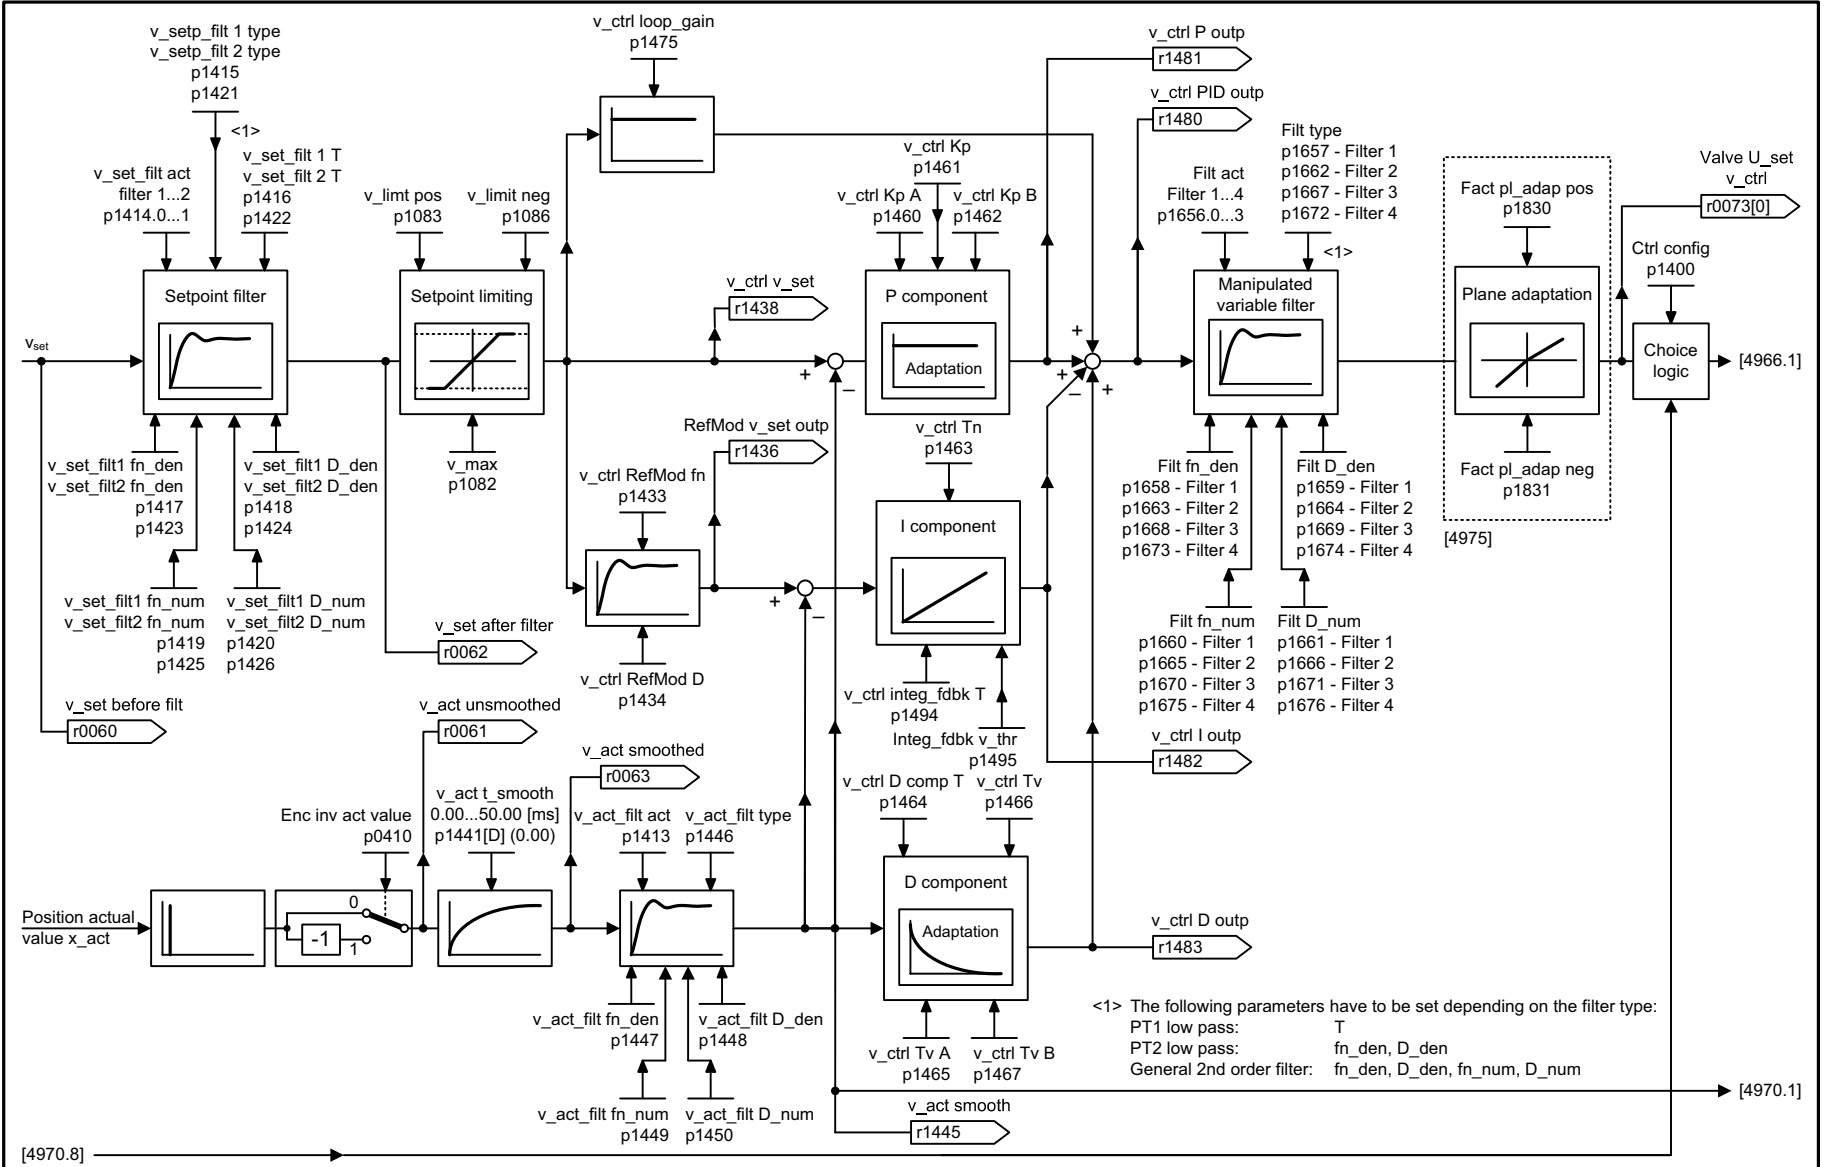 v_setp_filt 1 type
v_setp_filt 2 type
p1415
p1421
<1>
v_set_filt act
filter 1...2
p1414.0...1
v_set_filt 1 T
v_set_filt 2 T
p1416
p1422
v_limt pos
p1083
v_limit neg
p1086
v_ctrl loop_gain
p1475
v_ctrl Kp
p1461
v_ctrl Kp A
p1460
v_ctrl Kp B
p1462
v_ctrl P outp
r1481
v_ctrl PID outp
r1480
Filt act
Filter 1...4
p1656.0...3
Filt type
p1657 - Filter 1
p1662 - Filter 2
p1667 - Filter 3
p1672 - Filter 4
<1>
Fact pl_adap pos
p1830
Valve U_set
v_ctrl
r0073[0]
Ctrl config
p1400
Setpoint filter
Setpoint limiting
v_ctrl v_set
r1438
P component
Adaptation
Manipulated
variable filter
Plane adaptation
Choice
logic
[4966.1]
vset
+
–
+
+
–
+
v_set_filt1 fn_den
v_set_filt2 fn_den
p1417
p1423
v_set_filt1 D_den
v_set_filt2 D_den
p1418
p1424
v_set_filt1 fn_num
v_set_filt2 fn_num
p1419
p1425
v_set_filt1 D_num
v_set_filt2 D_num
p1420
p1426
v_max
p1082
v_ctrl RefMod fn
p1433
RefMod v_set outp
r1436
v_ctrl Tn
p1463
I component
+
–
v_ctrl RefMod D
p1434
v_ctrl integ_fdbk T
p1494
Integ_fdbk v_thr
p1495
Filt fn_den
p1658 - Filter 1
p1663 - Filter 2
p1668 - Filter 3
p1673 - Filter 4
Filt D_den
p1659 - Filter 1
p1664 - Filter 2
p1669 - Filter 3
p1674 - Filter 4
Filt fn_num
p1660 - Filter 1
p1665 - Filter 2
p1670 - Filter 3
p1675 - Filter 4
Filt D_num
p1661 - Filter 1
p1666 - Filter 2
p1671 - Filter 3
p1676 - Filter 4
Fact pl_adap neg
p1831
[4975]
v_set after filter
r0062
v_set before filt
r0060
v_act unsmoothed
r0061
v_act smoothed
r0063
v_ctrl I outp
r1482
Enc inv act value
p0410
v_act t_smooth
0.00...50.00 [ms]
p1441[D] (0.00)
v_act_filt act
p1413
v_act_filt type
p1446
v_ctrl D comp T
p1464
v_ctrl Tv
p1466
D component
Adaptation
v_ctrl D outp
r1483
Position actual
value x_act
0
-1
1
v_act_filt fn_den
p1447
v_act_filt D_den
p1448
v_act_filt fn_num
p1449
v_act_filt D_num
p1450
v_ctrl Tv A
p1465
v_ctrl Tv B
p1467
<1> The following parameters have to be set depending on the filter type:
PT1 low pass: T
PT2 low pass: fn_den, D_den
General 2nd order filter: fn_den, D_den, fn_num, D_num
[4970.1]
v_act smooth
r1445
[4970.8]